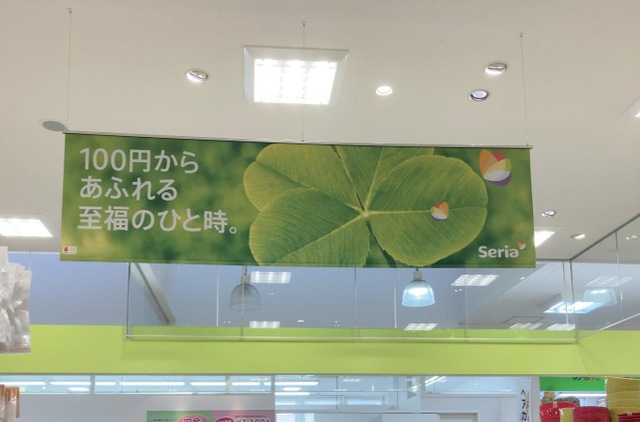 100円から
あふれる
至福のひと時。
Seria